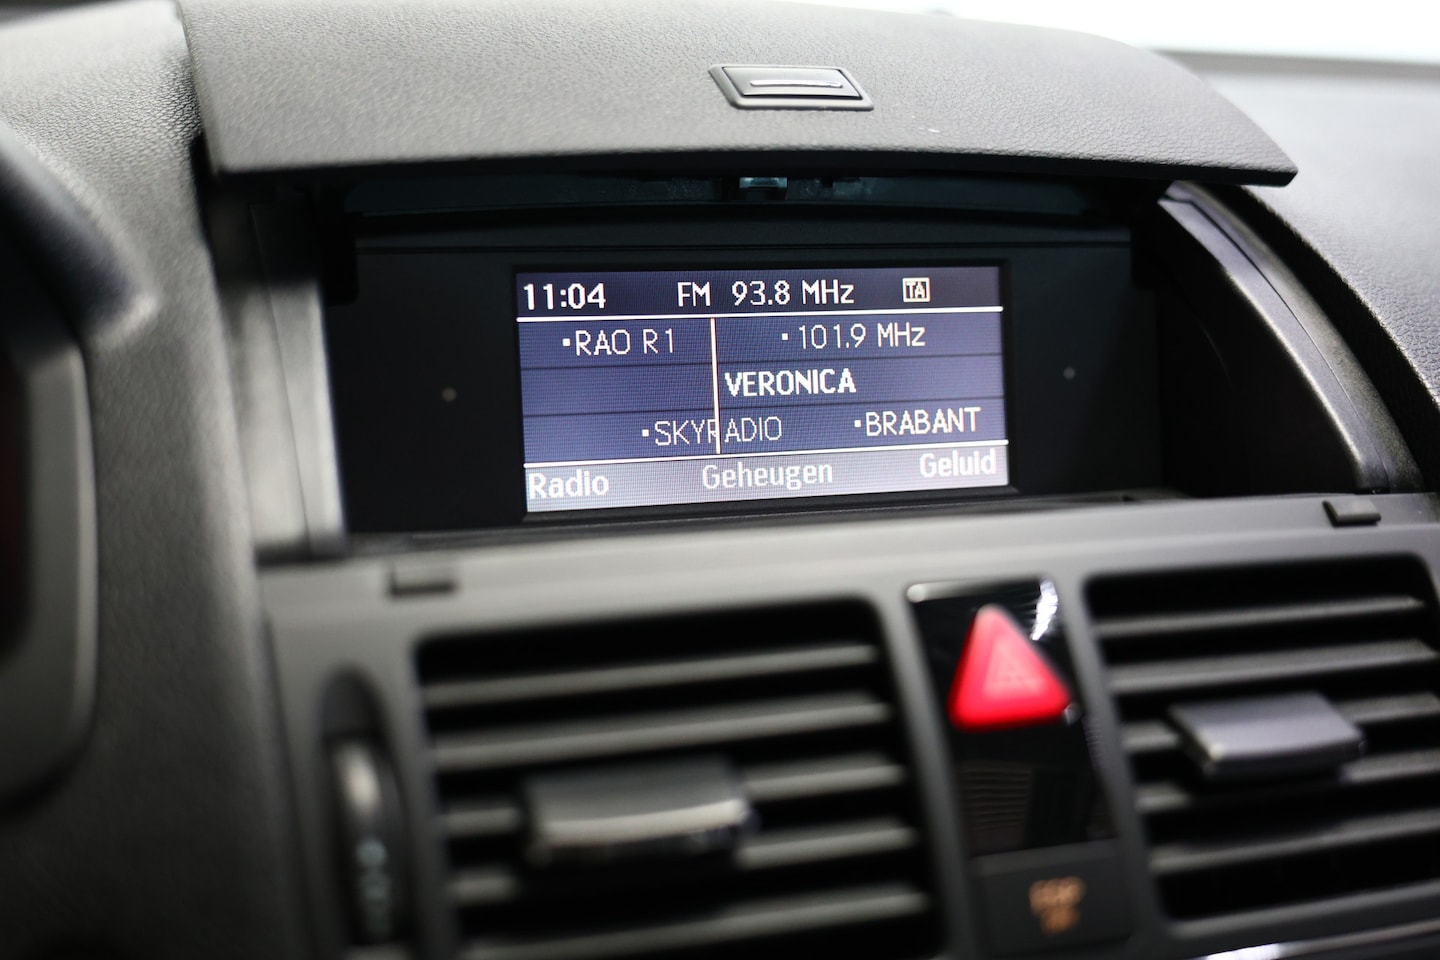 11:04 FM 93.8 MHz TA
RAO R1 101.9 MHz
VERONICA
SKYRADIO BRABANT
Radio Geheugen Geluid